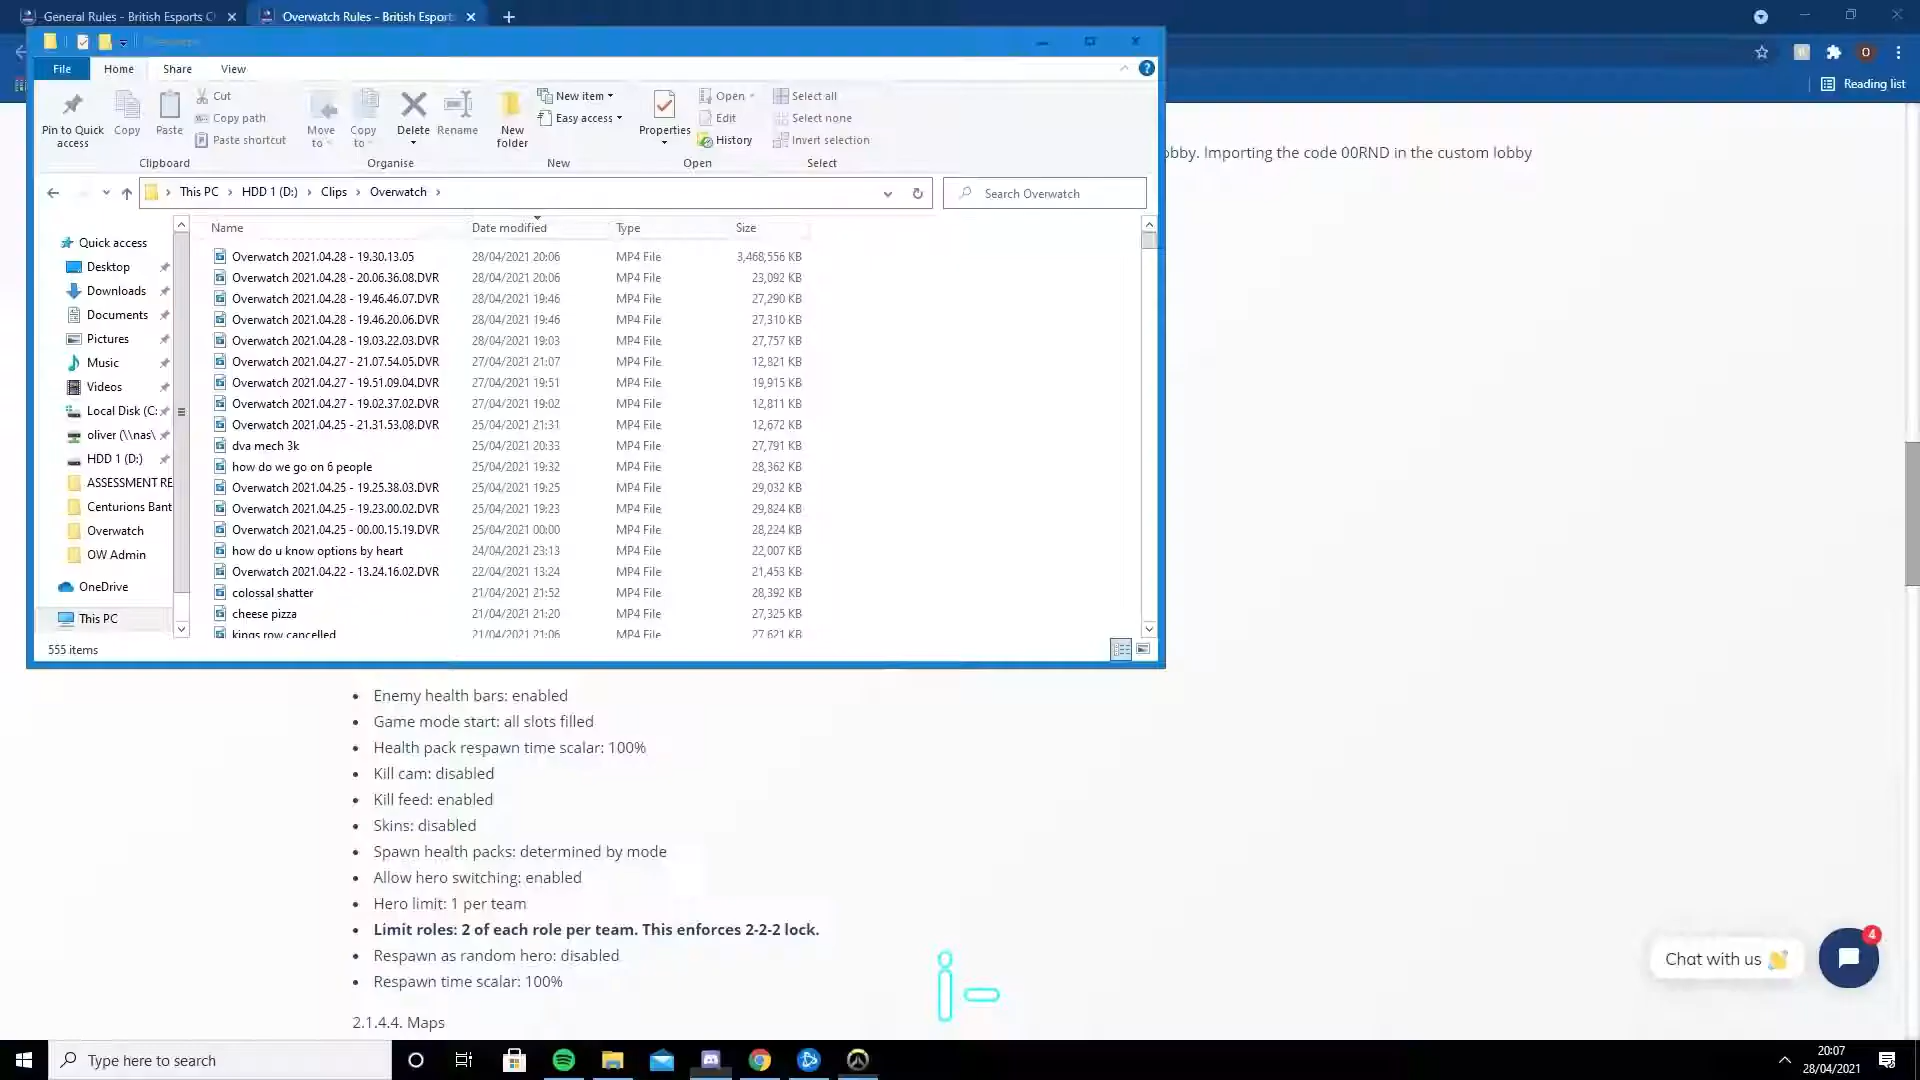 General Rules - British Esports C
Overwatch Rules - British Esport
Reading list
File
Home
Share
View
Pin to Quick access
Copy
Paste
Cut
Copy path
Paste shortcut
Clipboard
Move to
Copy to
Delete
Rename
Organise
New folder
New item
Easy access
New
Properties
Open
Edit
History
Open
Select all
Select none
Invert selection
Select
obby. Importing the code 00RND in the custom lobby
This PC > HDD 1 (D:) > Clips > Overwatch >
Search Overwatch
Quick access
Desktop
Downloads
Documents
Pictures
Music
Videos
Local Disk (C:
oliver (\\nas\
HDD 1 (D:)
ASSESSMENT RE
Centurions Bant
Overwatch
OW Admin
OneDrive
This PC
Name Date modified Type Size
Overwatch 2021.04.28 - 19.30.13.05 28/04/2021 20:06 MP4 File 3,468,556 KB
Overwatch 2021.04.28 - 20.06.36.08.DVR 28/04/2021 20:06 MP4 File 23,092 KB
Overwatch 2021.04.28 - 19.46.46.07.DVR 28/04/2021 19:46 MP4 File 27,290 KB
Overwatch 2021.04.28 - 19.46.20.06.DVR 28/04/2021 19:46 MP4 File 27,310 KB
Overwatch 2021.04.28 - 19.03.22.03.DVR 28/04/2021 19:03 MP4 File 27,757 KB
Overwatch 2021.04.27 - 21.07.54.05.DVR 27/04/2021 21:07 MP4 File 12,821 KB
Overwatch 2021.04.27 - 19.51.09.04.DVR 27/04/2021 19:51 MP4 File 19,915 KB
Overwatch 2021.04.27 - 19.02.37.02.DVR 27/04/2021 19:02 MP4 File 12,811 KB
Overwatch 2021.04.25 - 21.31.53.08.DVR 25/04/2021 21:31 MP4 File 12,672 KB
dva mech 3k 25/04/2021 20:33 MP4 File 27,791 KB
how do we go on 6 people 25/04/2021 19:32 MP4 File 28,362 KB
Overwatch 2021.04.25 - 19.25.38.03.DVR 25/04/2021 19:25 MP4 File 29,032 KB
Overwatch 2021.04.25 - 19.23.00.02.DVR 25/04/2021 19:23 MP4 File 29,824 KB
Overwatch 2021.04.25 - 00.00.15.19.DVR 25/04/2021 00:00 MP4 File 28,224 KB
how do u know options by heart 24/04/2021 23:13 MP4 File 22,007 KB
Overwatch 2021.04.22 - 13.24.16.02.DVR 22/04/2021 13:24 MP4 File 21,453 KB
colossal shatter 21/04/2021 21:52 MP4 File 28,392 KB
cheese pizza 21/04/2021 21:20 MP4 File 27,325 KB
kings row cancelled 21/04/2021 21:06 MP4 File 27,621 KB
555 items
• Enemy health bars: enabled
• Game mode start: all slots filled
• Health pack respawn time scalar: 100%
• Kill cam: disabled
• Kill feed: enabled
• Skins: disabled
• Spawn health packs: determined by mode
• Allow hero switching: enabled
• Hero limit: 1 per team
• Limit roles: 2 of each role per team. This enforces 2-2-2 lock.
• Respawn as random hero: disabled
• Respawn time scalar: 100%
2.1.4.4. Maps
Chat with us 👋
4
Type here to search
20:07
28/04/2021